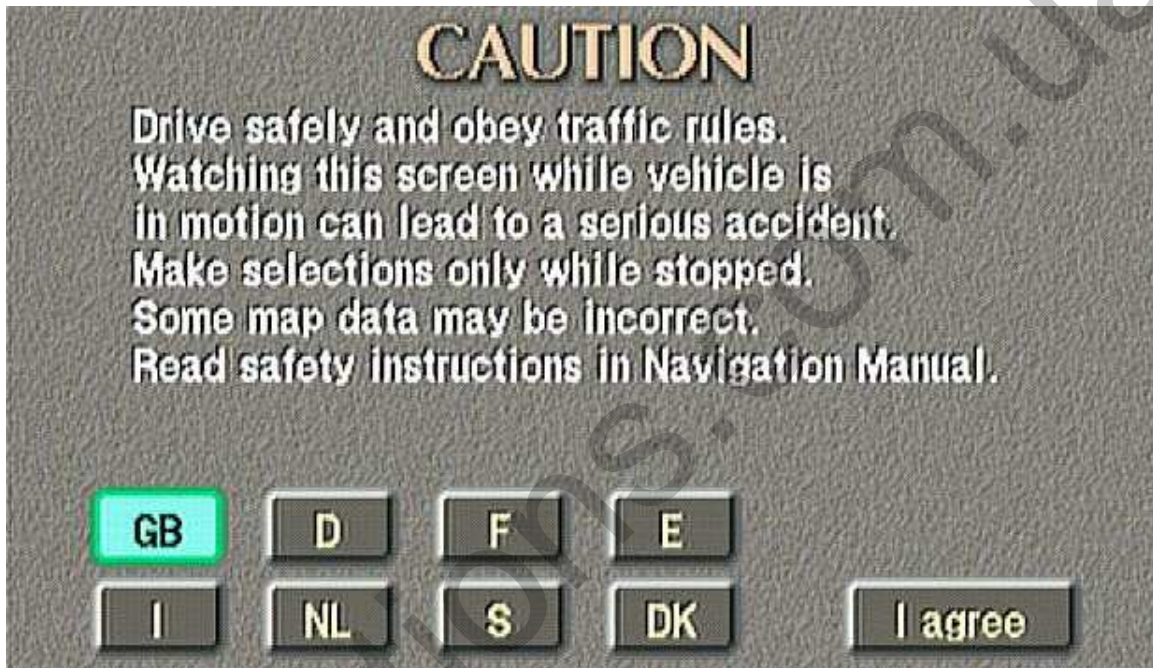 CAUTION
Drive safely and obey traffic rules.
Watching this screen while vehicle is
in motion can lead to a serious accident.
Make selections only while stopped.
Some map data may be incorrect.
Read safety instructions in Navigation Manual.
GB D F E
I NL S DK I agree